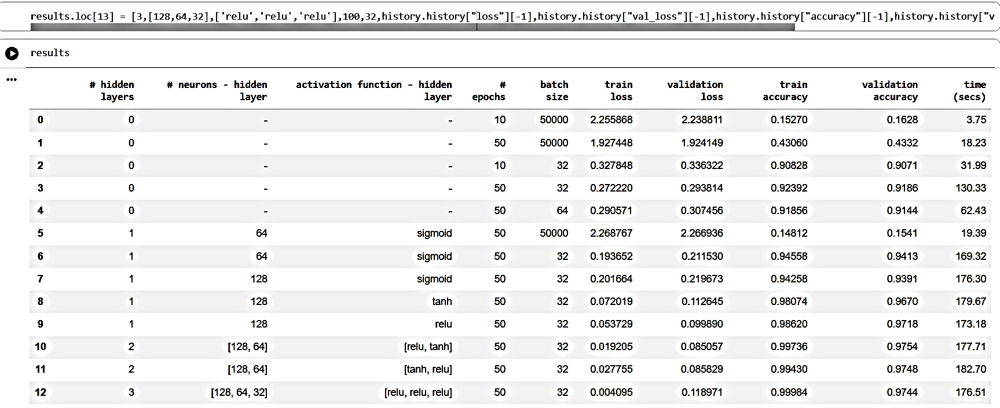 results.loc[13] = [3,[128,64,32],['relu','relu','relu'],100,32,history.history["loss"][-1],history.history["val_loss"][-1],history.history["accuracy"][-1],history.history["v
results
# hidden layers # neurons - hidden layer activation function - hidden layer # epochs batch size train loss validation loss train accuracy validation accuracy time (secs)
0 0 - - 10 50000 2.255868 2.238811 0.15270 0.1628 3.75
1 0 - - 50 50000 1.927448 1.924149 0.43060 0.4332 18.23
2 0 - - 10 32 0.327848 0.336322 0.90828 0.9071 31.99
3 0 - - 50 32 0.272220 0.293814 0.92392 0.9186 130.33
4 0 - - 50 64 0.290571 0.307456 0.91856 0.9144 62.43
5 1 64 sigmoid 50 50000 2.268767 2.266936 0.14812 0.1541 19.39
6 1 64 sigmoid 50 32 0.193652 0.211530 0.94558 0.9413 169.32
7 1 128 sigmoid 50 32 0.201664 0.219673 0.94258 0.9391 176.30
8 1 128 tanh 50 32 0.072019 0.112645 0.98074 0.9670 179.67
9 1 128 relu 50 32 0.053729 0.099890 0.98620 0.9718 173.18
10 2 [128, 64] [relu, tanh] 50 32 0.019205 0.085057 0.99736 0.9754 177.71
11 2 [128, 64] [tanh, relu] 50 32 0.027755 0.085829 0.99430 0.9748 182.70
12 3 [128, 64, 32] [relu, relu, relu] 50 32 0.004095 0.118971 0.99984 0.9744 176.51